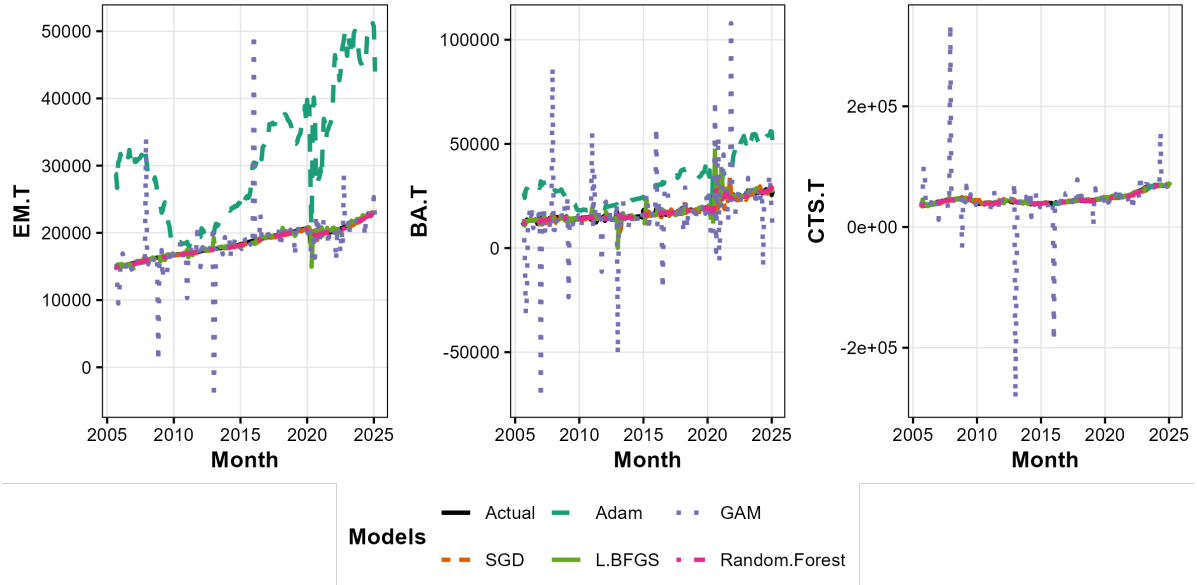 EM.T
50000
40000
30000
20000
10000
0
2005 2010 2015 2020 2025
Month
BA.T
100000
50000
0
-50000
2005 2010 2015 2020 2025
Month
CTS.T
2e+05
0e+00
-2e+05
2005 2010 2015 2020 2025
Month
Models
Actual Adam GAM
SGD L.BFGS Random.Forest